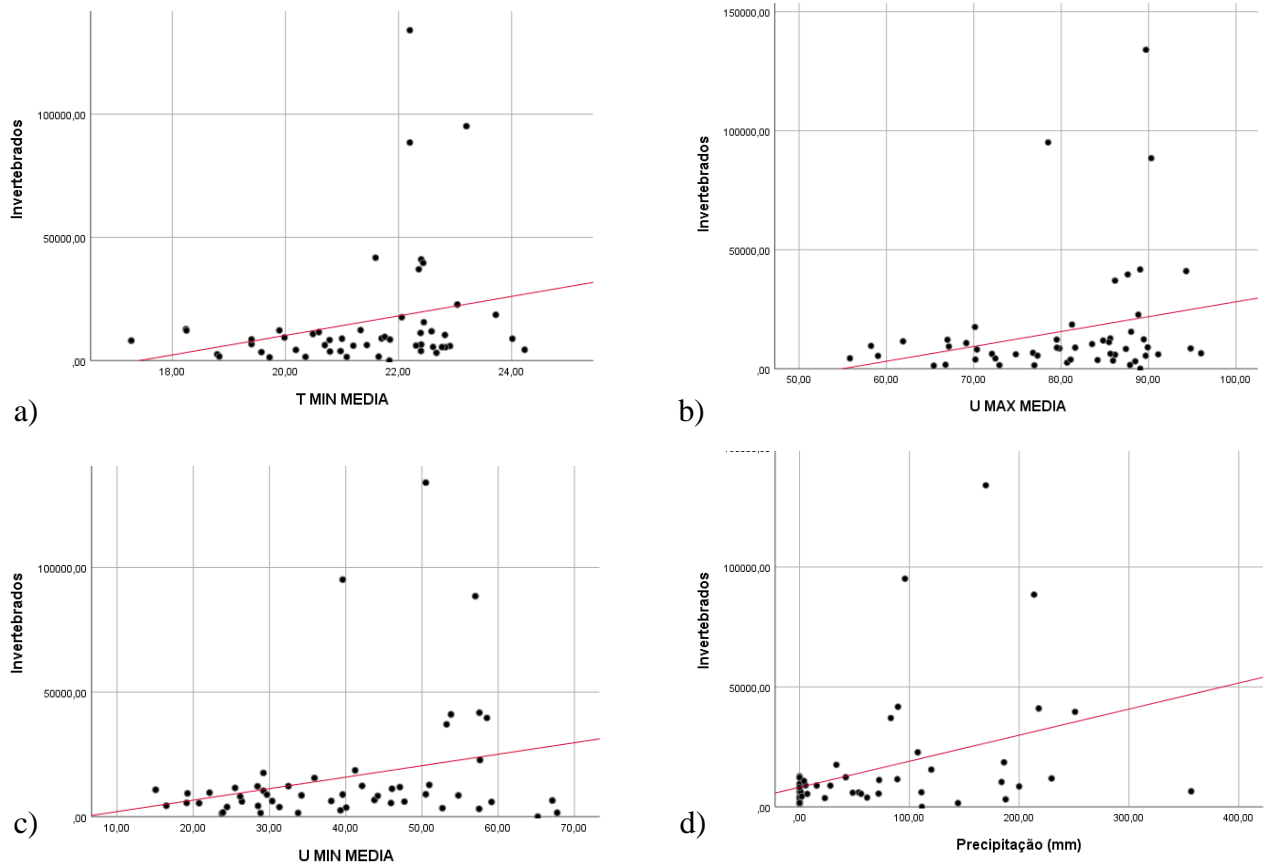 100000,00
50000,00
,00
18,00 20,00 22,00 24,00
Invertebrados
T MIN MEDIA
a)
150000,00
100000,00
50000,00
,00
50,00 60,00 70,00 80,00 90,00 100,00
Invertebrados
U MAX MEDIA
b)
100000,00
50000,00
,00
10,00 20,00 30,00 40,00 50,00 60,00 70,00
Invertebrados
U MIN MEDIA
c)
100000,00
50000,00
,00
,00 100,00 200,00 300,00 400,00
Invertebrados
Precipitação (mm)
d)